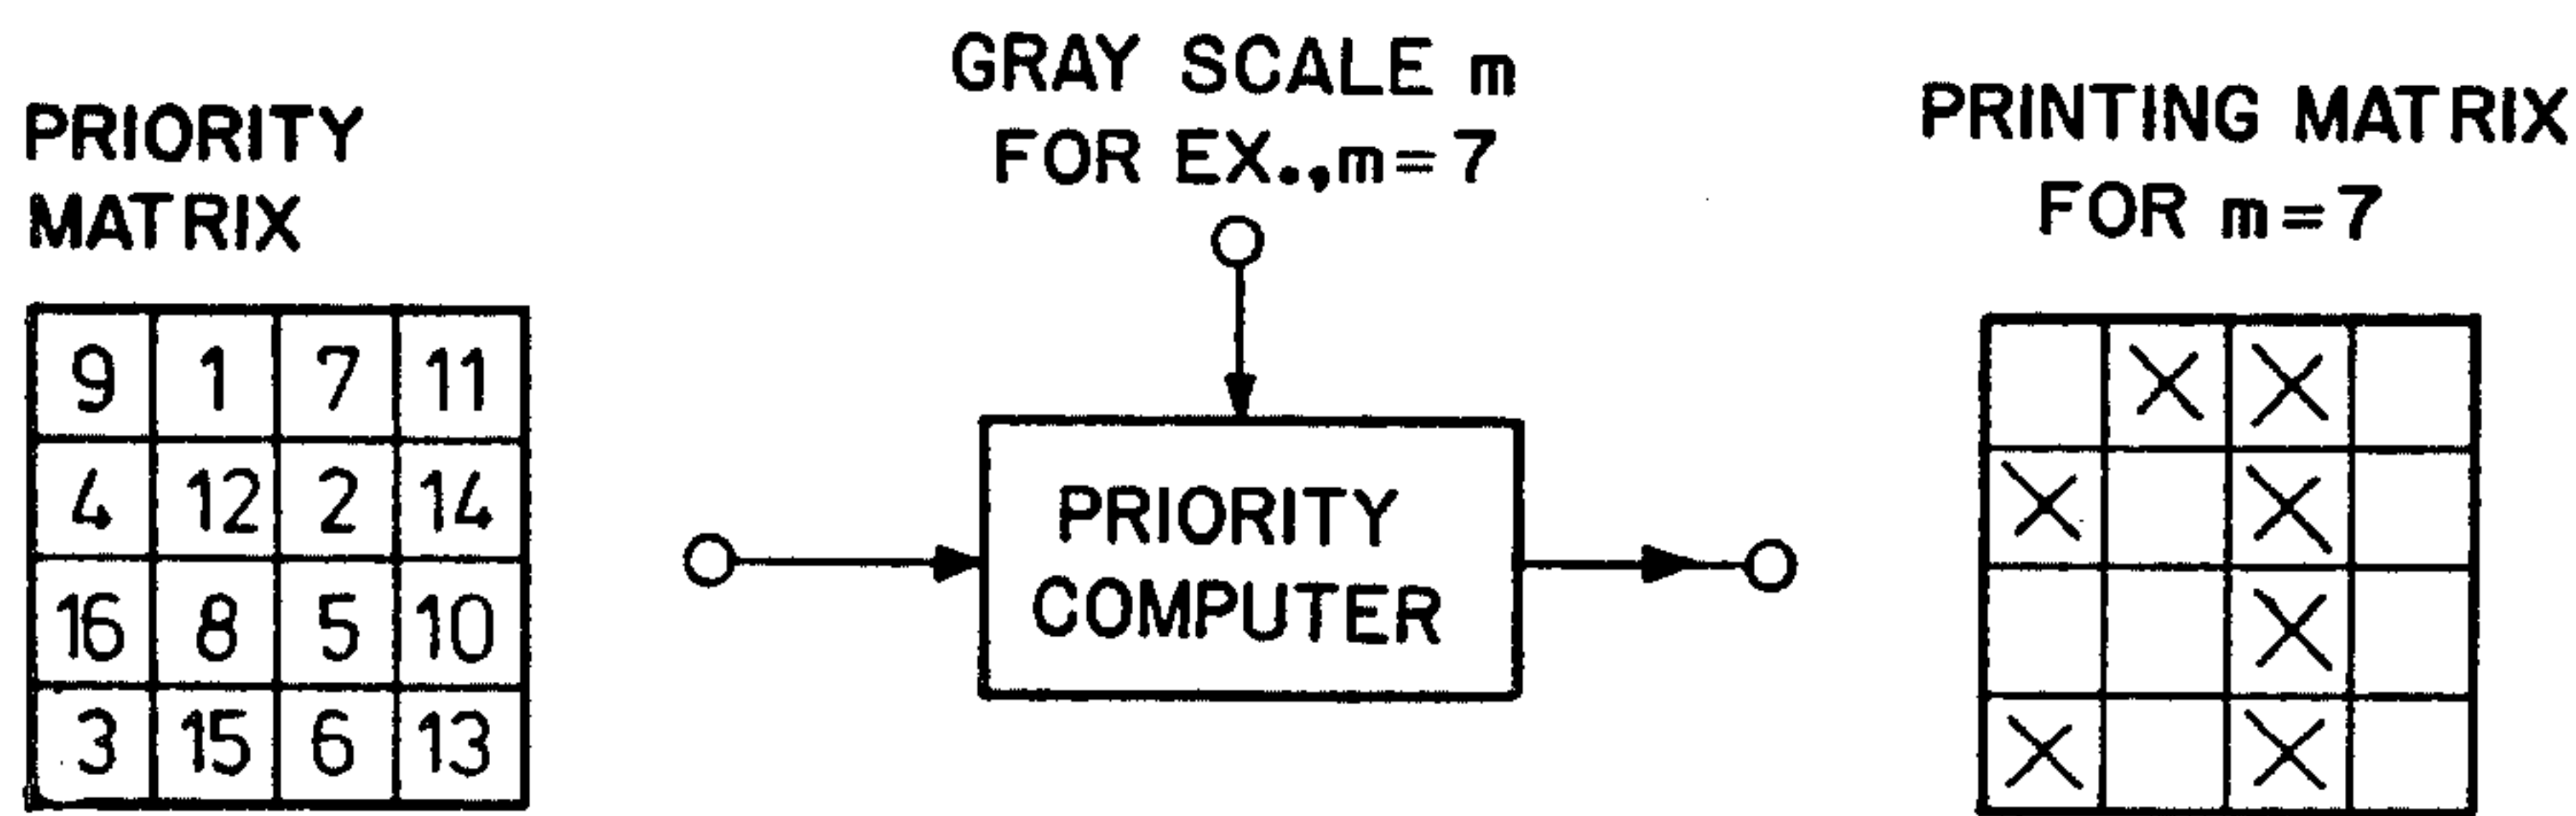 PRIORITY
MATRIX
GRAY SCALE m
FOR EX.,m=7
PRINTING MATRIX
FOR m=7
9 1 7 11
4 12 2 14
16 8 5 10
3 15 6 13
PRIORITY
COMPUTER